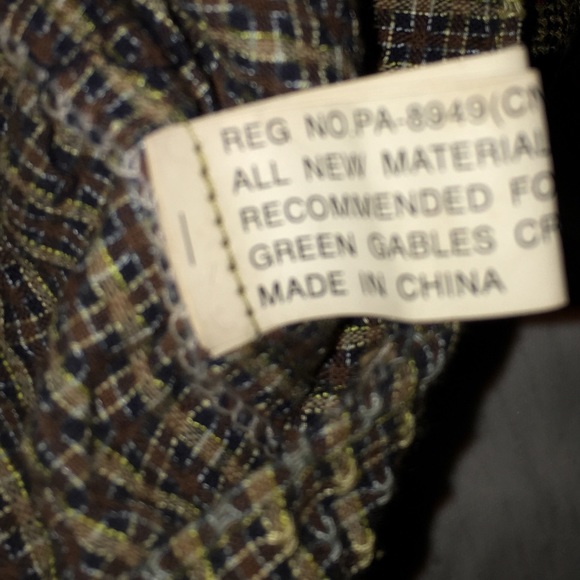 REG NO.PA-8949(CN
ALL NEW MATERIAL
RECOMMENDED FO
GREEN GABLES CR
MADE IN CHINA